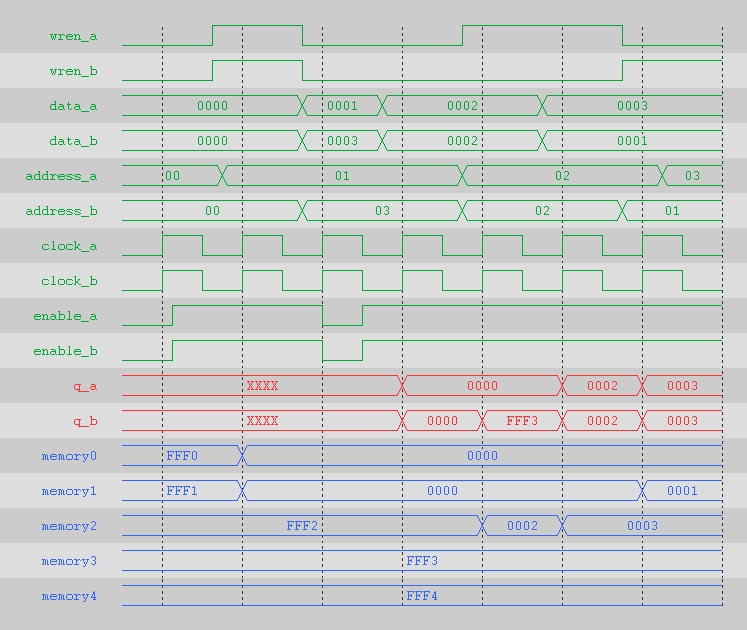 wren_a
wren_b
data_a 0000 0001 0002 0003
data_b 0000 0003 0002 0001
address_a 00 01 02 03
address_b 00 03 02 01
clock_a
clock_b
enable_a
enable_b
q_a XXXX 0000 0002 0003
q_b XXXX 0000 FFF3 0002 0003
memory0 FFF0 0000
memory1 FFF1 0000 0001
memory2 FFF2 0002 0003
memory3 FFF3
memory4 FFF4